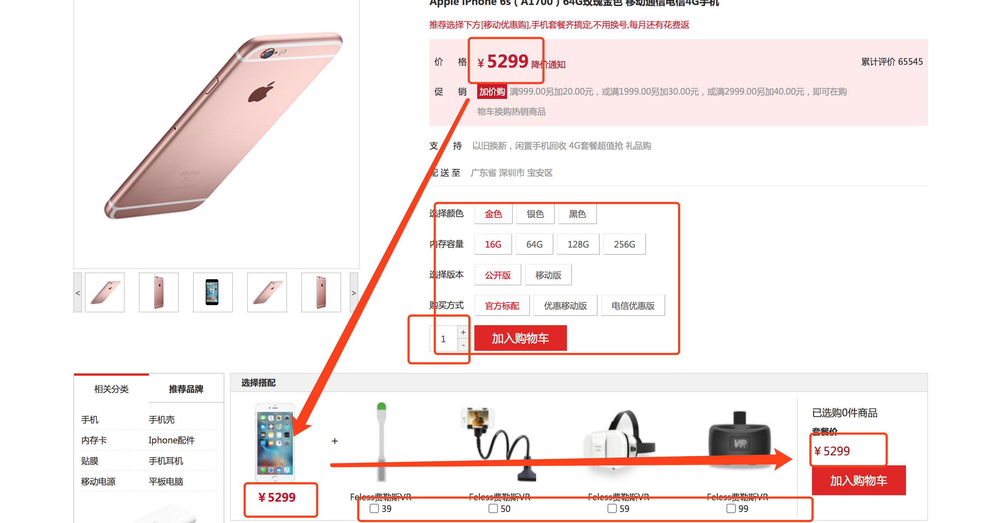 Apple iPhone 6s（A1700）64G玫瑰金色 移动通信电信4G手机
推荐选择下方[移动优惠购],手机套餐齐搞定,不用换号,每月还有花费返
价 格 ¥ 5299 降价通知 累计评价 65545
促 销 加价购 满999.00另加20.00元，或满1999.00另加30.00元，或满2999.00另加40.00元，即可在购
物车换购热销商品
支 持 以旧换新，闲置手机回收 4G套餐超值抢 礼品购
配 送 至 广东省 深圳市 宝安区
选择颜色 金色 银色 黑色
内存容量 16G 64G 128G 256G
选择版本 公开版 移动版
购买方式 官方标配 优惠移动版 电信优惠版
1 + - 加入购物车
< >
iPhone
相关分类 推荐品牌
手机 手机壳
内存卡 Iphone配件
贴膜 手机耳机
移动电源 平板电脑
选择搭配
+
VR
¥ 5299
Feless费勒斯VR Feless费勒斯VR Feless费勒斯VR Feless费勒斯VR
39 50 59 99
已选购0件商品
套餐价
¥ 5299
加入购物车